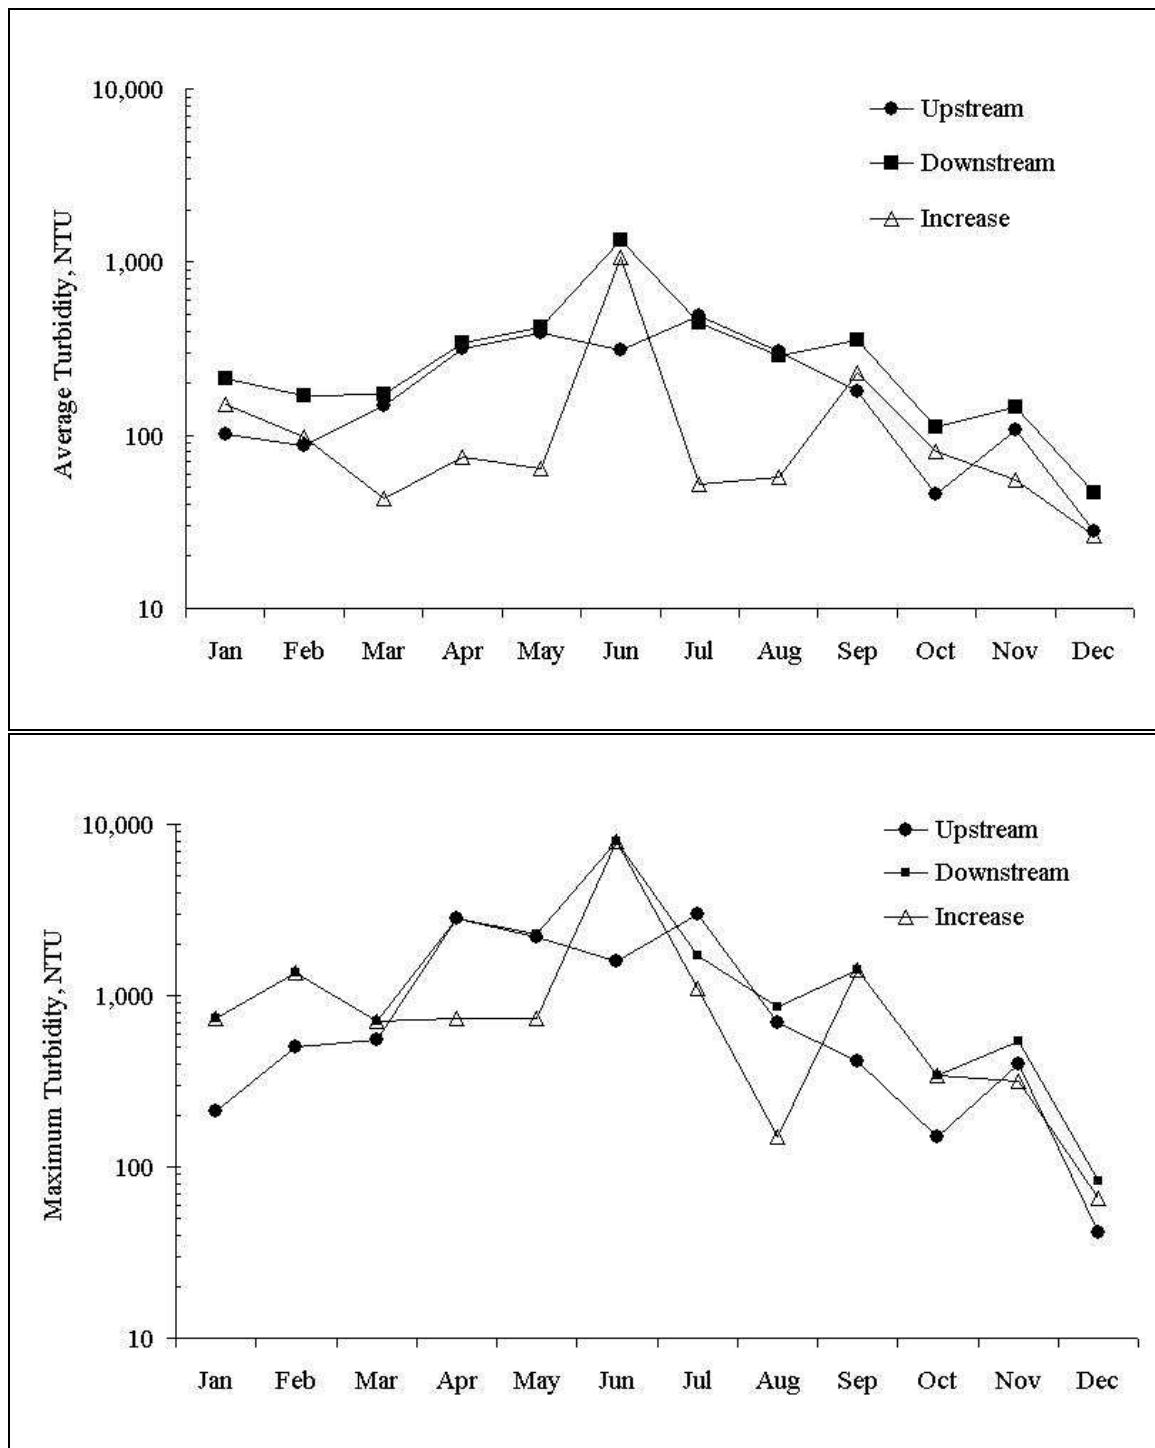 10,000
1,000
100
10
Average Turbidity, NTU
Upstream
Downstream
Increase
Jan Feb Mar Apr May Jun Jul Aug Sep Oct Nov Dec
10,000
1,000
100
10
Maximum Turbidity, NTU
Upstream
Downstream
Increase
Jan Feb Mar Apr May Jun Jul Aug Sep Oct Nov Dec